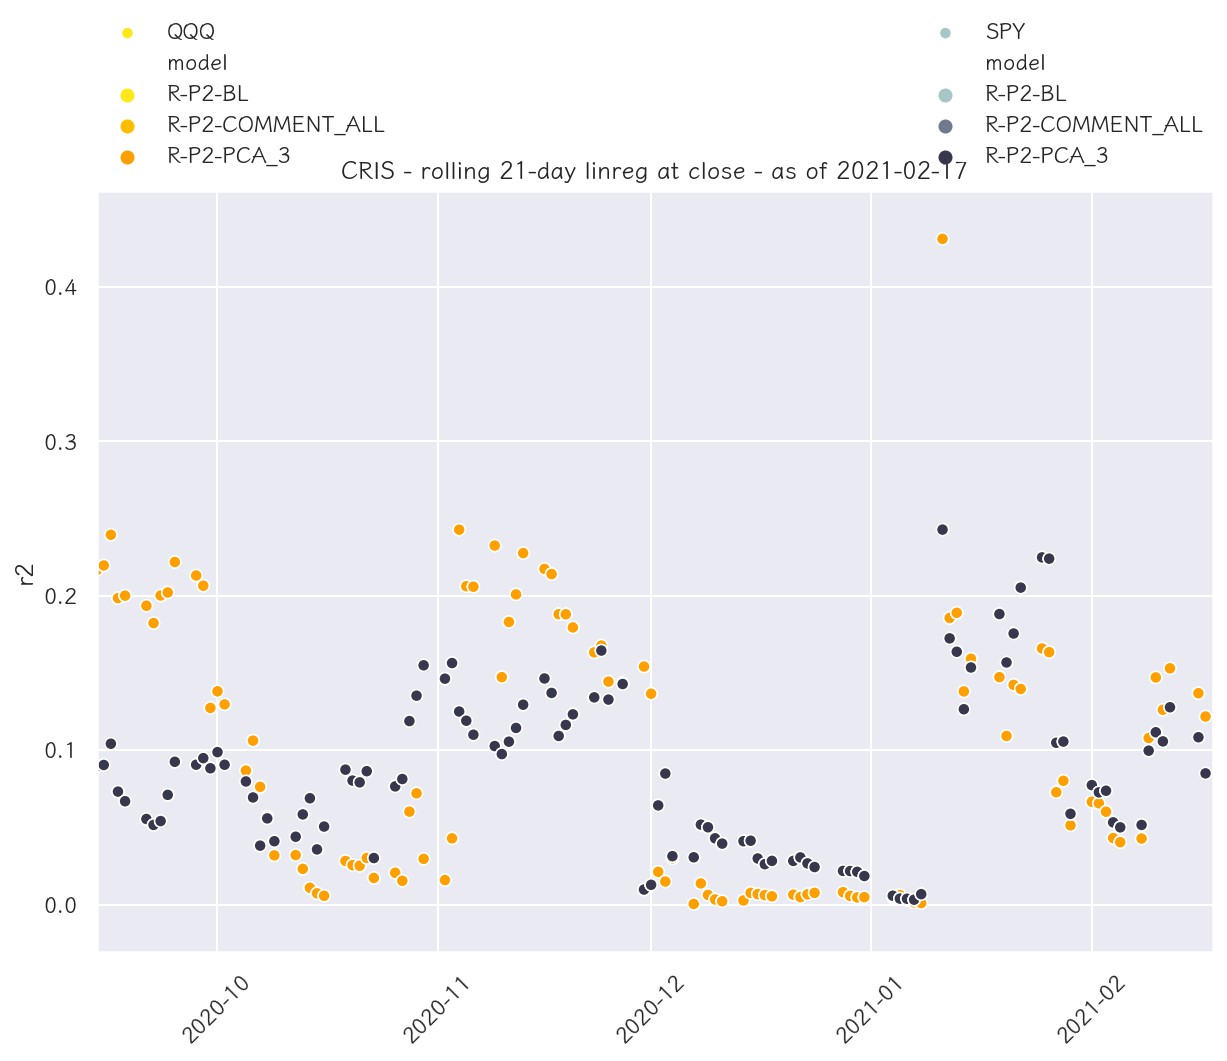 QQQ
model
R-P2-BL
R-P2-COMMENT_ALL
R-P2-PCA_3
SPY
model
R-P2-BL
R-P2-COMMENT_ALL
R-P2-PCA_3
CRIS - rolling 21-day linreg at close - as of 2021-02-17
r2
0.4
0.3
0.2
0.1
0.0
2020-10
2020-11
2020-12
2021-01
2021-02